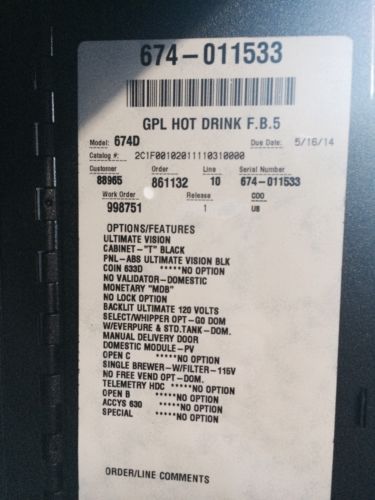 674-011533
GPL HOT DRINK F.B.5
Model: 674D Due Date: 5/16/14
Catalog #: 2C1F00102011110310000
Customer Order Line Serial Number
88965 861132 10 674-011533
Work Order Release COO
998751 1 US
OPTIONS/FEATURES
ULTIMATE VISION
CABINET-"T" BLACK
PNL-ABS ULTIMATE VISION BLK
COIN 633D *****NO OPTION
NO VALIDATOR-DOMESTIC
MONETARY "MDB"
NO LOCK OPTION
BACKLIT ULTIMATE 120 VOLTS
SELECT/WHIPPER OPT-GO DOM
W/EVERPURE & STD.TANK-DOM.
MANUAL DELIVERY DOOR
DOMESTIC MODULE-PV
OPEN C *****NO OPTION
SINGLE BREWER-W/FILTER-115V
NO FREE VEND OPT-DOM.
TELEMETRY HDC *****NO OPTION
OPEN B *****NO OPTION
ACCYS 630 *****NO OPTION
SPECIAL *****NO OPTION
ORDER/LINE COMMENTS